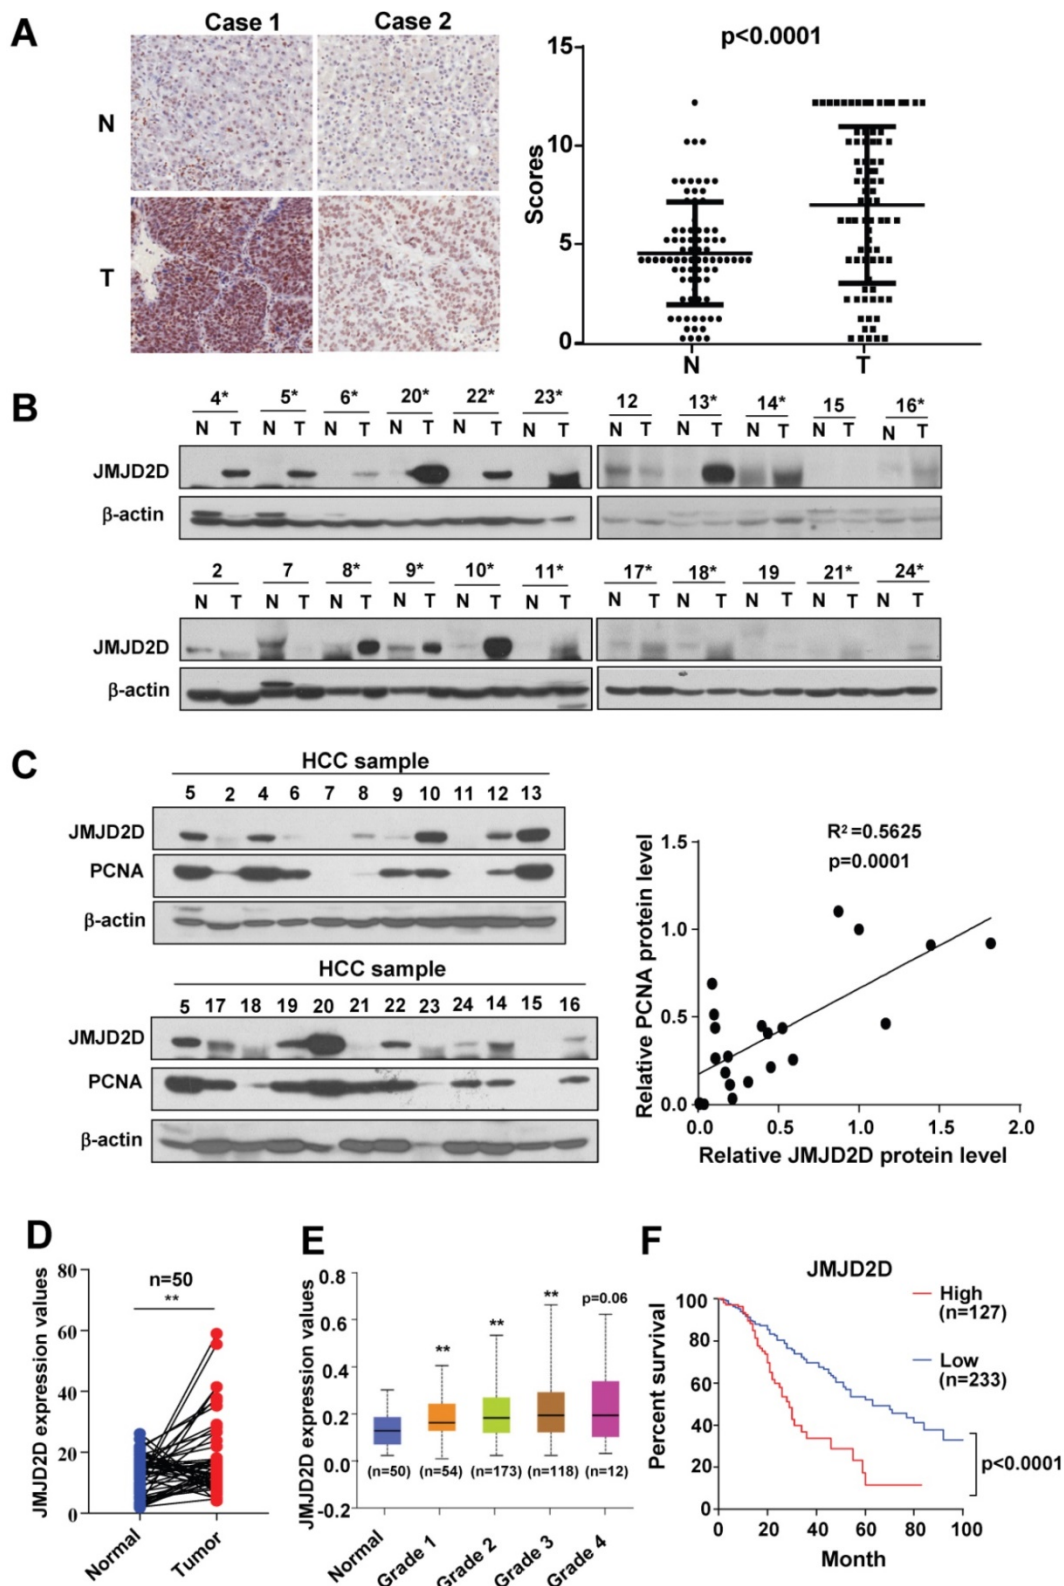 A
Case 1 Case 2
N
T
p<0.0001
Scores
15
10
5
0
N T
B
4* 5* 6* 20* 22* 23* 12 13* 14* 15 16*
N T N T N T N T N T N T N T N T N T N T N T
JMJD2D
β-actin
2 7 8* 9* 10* 11* 17* 18* 19 21* 24*
N T N T N T N T N T N T N T N T N T N T N T
JMJD2D
β-actin
C
HCC sample
5 2 4 6 7 8 9 10 11 12 13
JMJD2D
PCNA
β-actin
HCC sample
5 17 18 19 20 21 22 23 24 14 15 16
JMJD2D
PCNA
β-actin
Relative PCNA protein level
R²=0.5625
p=0.0001
1.5
1.0
0.5
0.0
0.0 0.5 1.0 1.5 2.0
Relative JMJD2D protein level
D
JMJD2D expression values
80
60
40
20
0
n=50
**
Normal Tumor
E
JMJD2D expression values
0.8
0.6
0.4
0.2
0.0
-0.2
** ** ** p=0.06
(n=50) (n=54) (n=173) (n=118) (n=12)
Normal Grade 1 Grade 2 Grade 3 Grade 4
F
JMJD2D
Percent survival
100
80
60
40
20
0
High
(n=127)
Low
(n=233)
p<0.0001
0 20 40 60 80 100
Month